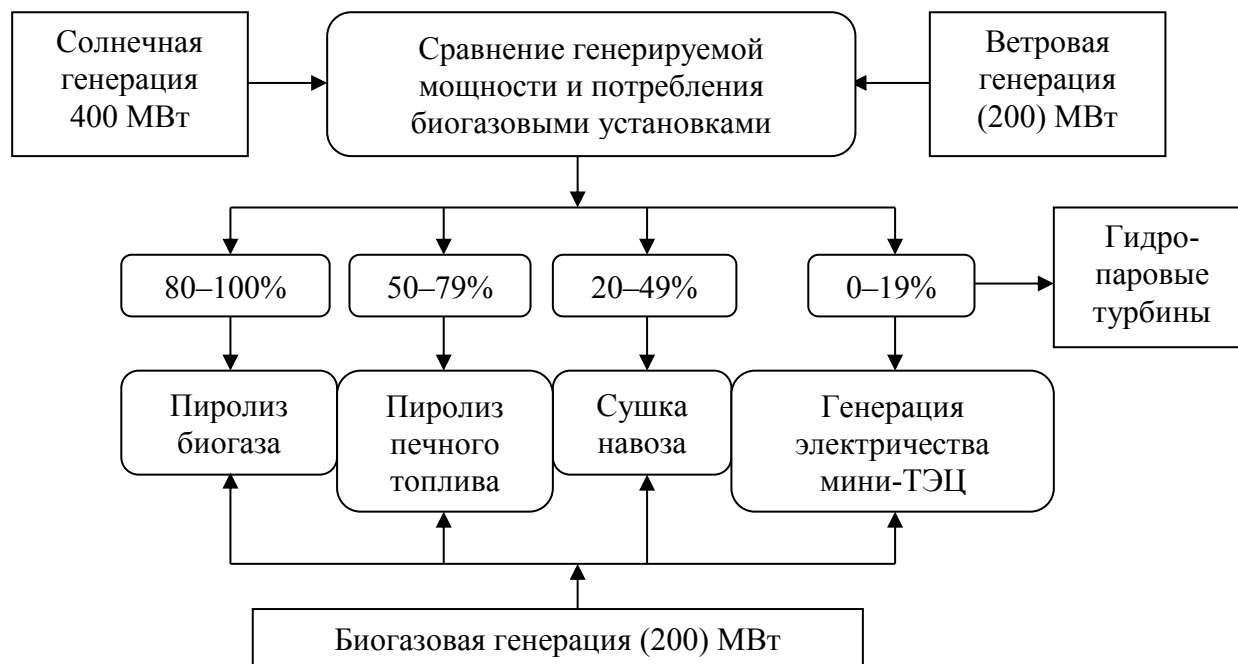 Солнечная
генерация
400 МВт
Сравнение генерируемой
мощности и потребления
биогазовыми установками
Ветровая
генерация
(200) МВт
80–100%
50–79%
20–49%
0–19%
Гидро-
паровые
турбины
Пиролиз
биогаза
Пиролиз
печного
топлива
Сушка
навоза
Генерация
электричества
мини-ТЭЦ
Биогазовая генерация (200) МВт